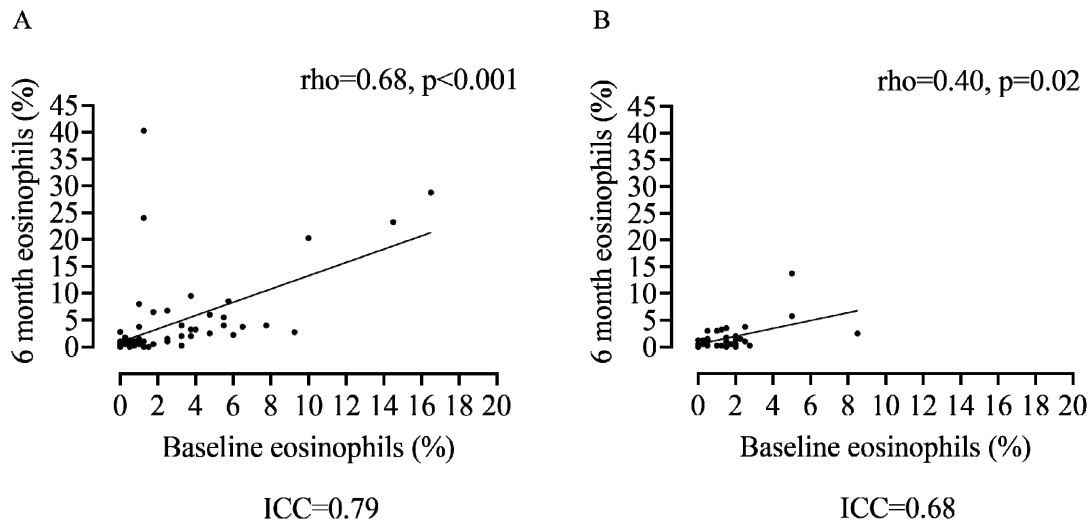 A
rho=0.68, p<0.001
6 month eosinophils (%)
45
40
35
30
25
20
15
10
5
0
0 2 4 6 8 10 12 14 16 18 20
Baseline eosinophils (%)
ICC=0.79
B
rho=0.40, p=0.02
6 month eosinophils (%)
45
40
35
30
25
20
15
10
5
0
0 2 4 6 8 10 12 14 16 18 20
Baseline eosinophils (%)
ICC=0.68